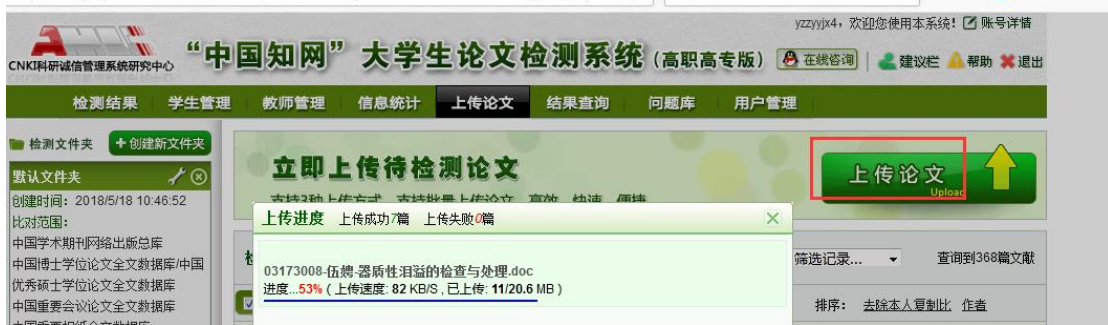 yzzyyjx4，欢迎您使用本系统! 账号详情
CNKI科研诚信管理系统研究中心
“中国知网”大学生论文检测系统（高职高专版）
在线咨询 建议栏 帮助 退出
检测结果 学生管理 教师管理 信息统计 上传论文 结果查询 问题库 用户管理
检测文件夹 +创建新文件夹
默认文件夹
创建时间：2018/5/18 10:46:52
比对范围：
中国学术期刊网络出版总库
中国博士学位论文全文数据库/中国
优秀硕士学位论文全文数据库
中国重要会议论文全文数据库
中国重要报纸全文数据库
立即上传待检测论文
支持3种上传方式，支持批量上传论文，高效、快速、便捷
上传论文
Upload
上传进度 上传成功7篇 上传失败0篇
03173008-伍娉-器质性泪溢的检查与处理.doc
进度...53% ( 上传速度: 82 KB/S , 已上传: 11/20.6 MB )
筛选记录... 查询到368篇文献
排序： 去除本人复制比 作者